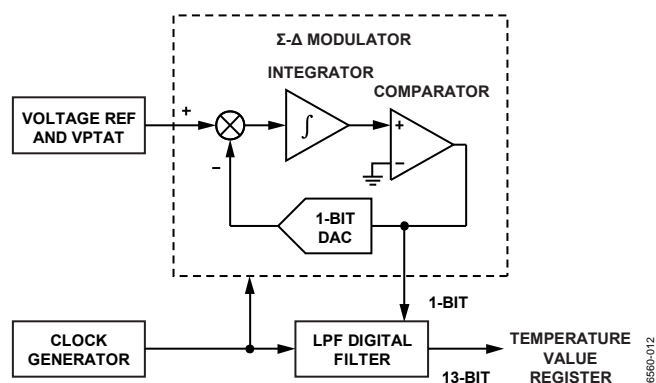 Σ-Δ MODULATOR
INTEGRATOR
COMPARATOR
VOLTAGE REF
AND VPTAT
+
−
∫
+
−
1-BIT
DAC
1-BIT
CLOCK
GENERATOR
LPF DIGITAL
FILTER
13-BIT
TEMPERATURE
VALUE
REGISTER
6560-012